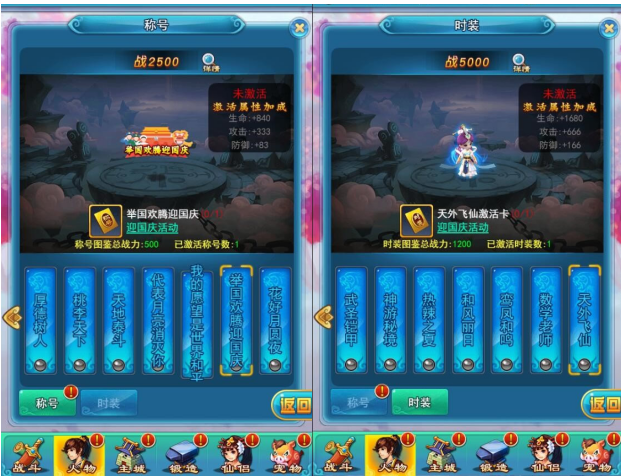 称号
战2500
保存
未激活
激活属性加成
生命:+840
攻击:+333
防御:+83
举国欢腾迎国庆
举国欢腾迎国庆
迎国庆活动
称号图鉴总战力:500 已激活称号数:1
厚德树人
桃李天下
天地泰斗
代表月亮消灭你
我的愿望是世界和平
举国欢腾迎国庆
花好月圆夜
称号
时装
返回
战斗
人物
主城
锻造
仙侣
宠物
时装
战5000
未激活
激活属性加成
生命:+1680
攻击:+666
防御:+166
天外飞仙激活卡
迎国庆活动
时装图鉴总战力:1200 已激活时装数:1
武圣铠甲
神游秘境
热辣之夏
和风丽日
鸾凤和鸣
数学老师
天外飞仙
称号
时装
返回
战斗
人物
主城
锻造
仙侣
宠物